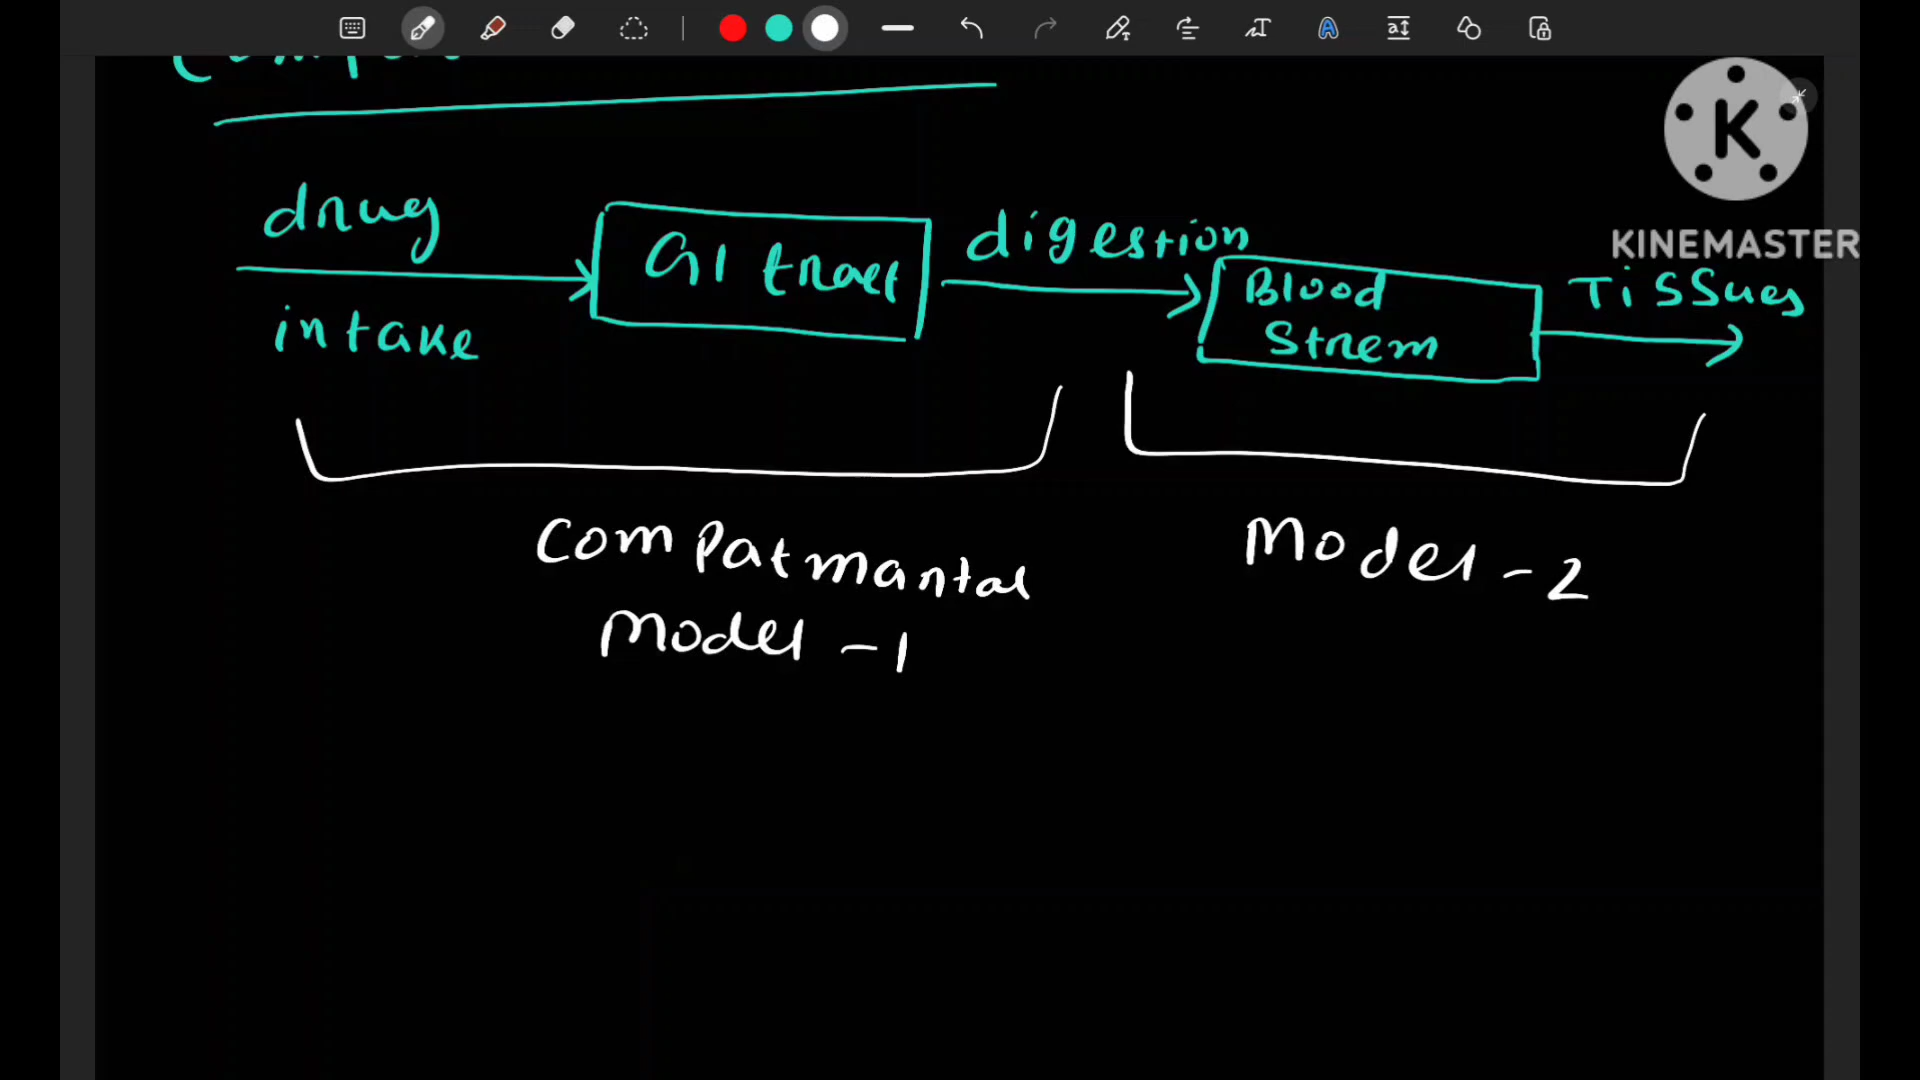 drug
intake
GI tract
digestion
Blood
Strem
Tissues
Compatmantal
Model - 1
Model - 2
K
KINEMASTER